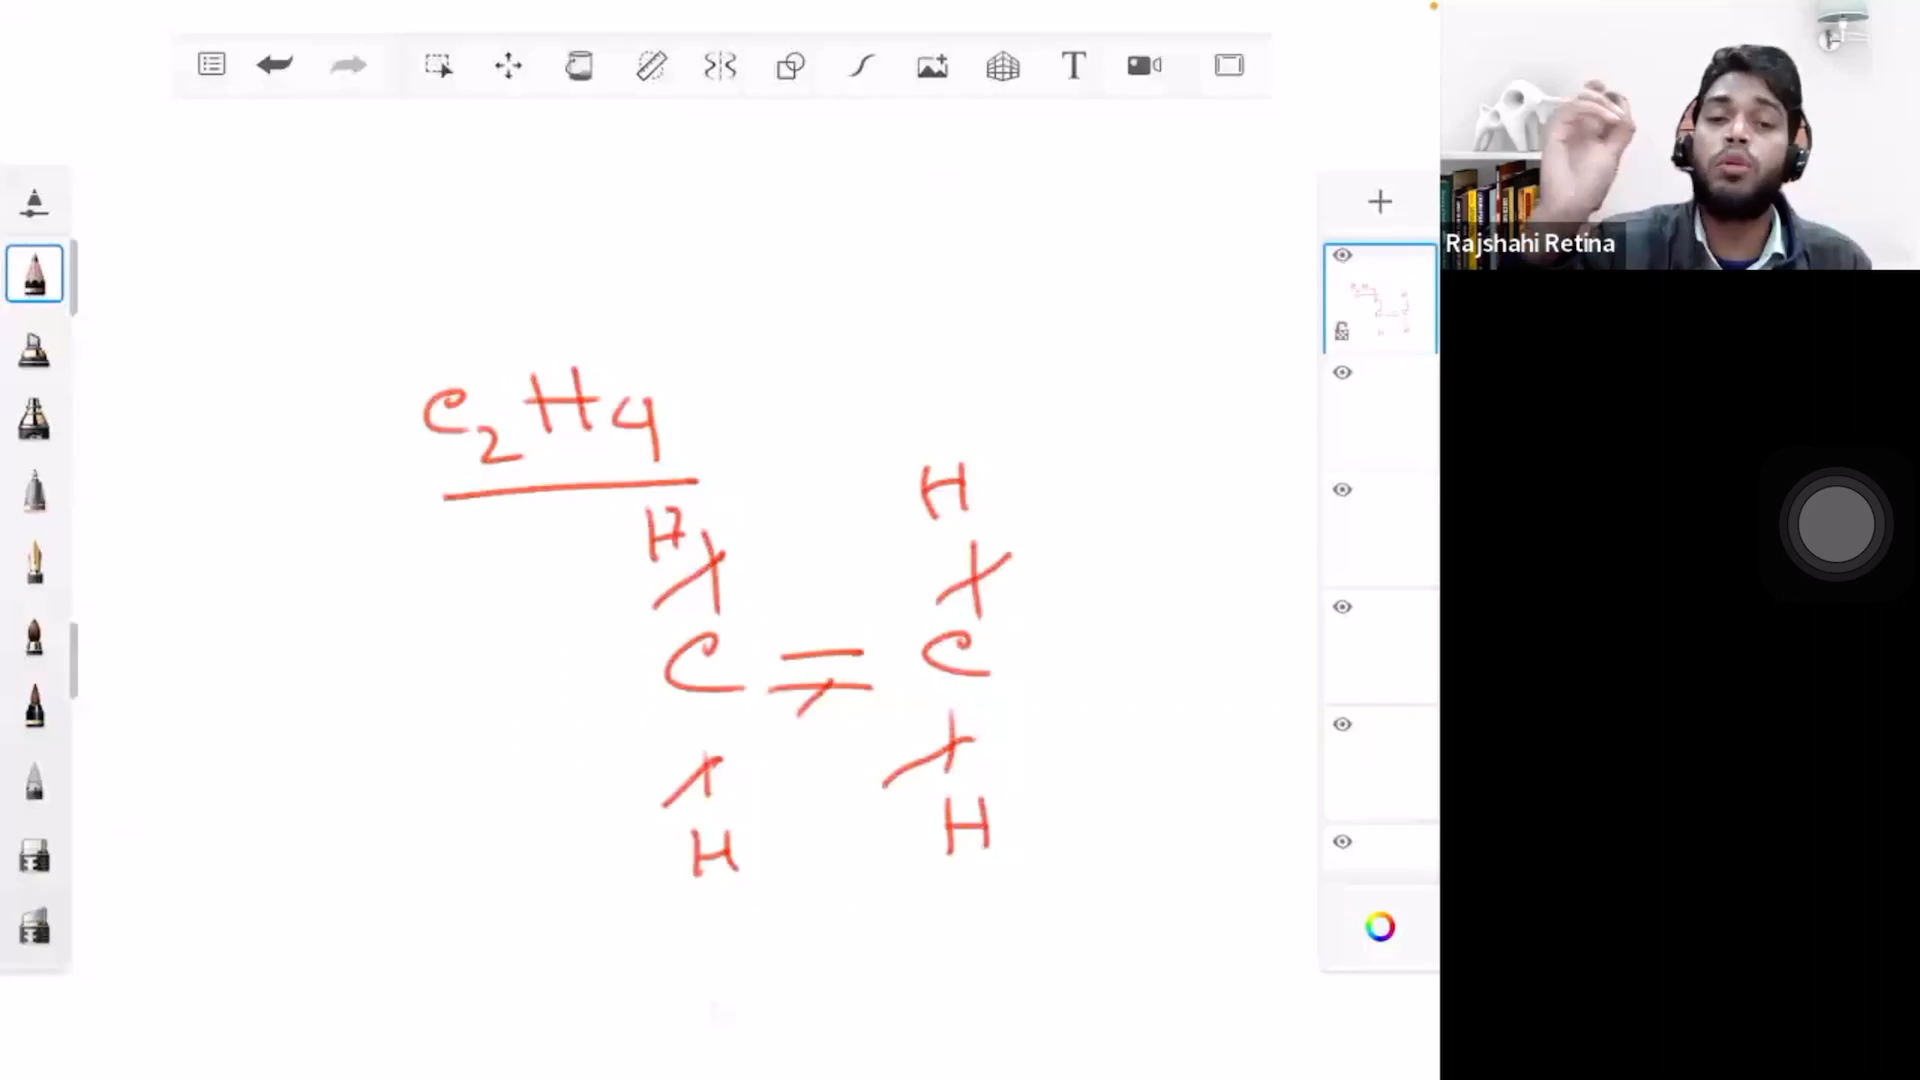 Rajshahi Retina
C2H4
H H
C = C
H H
T